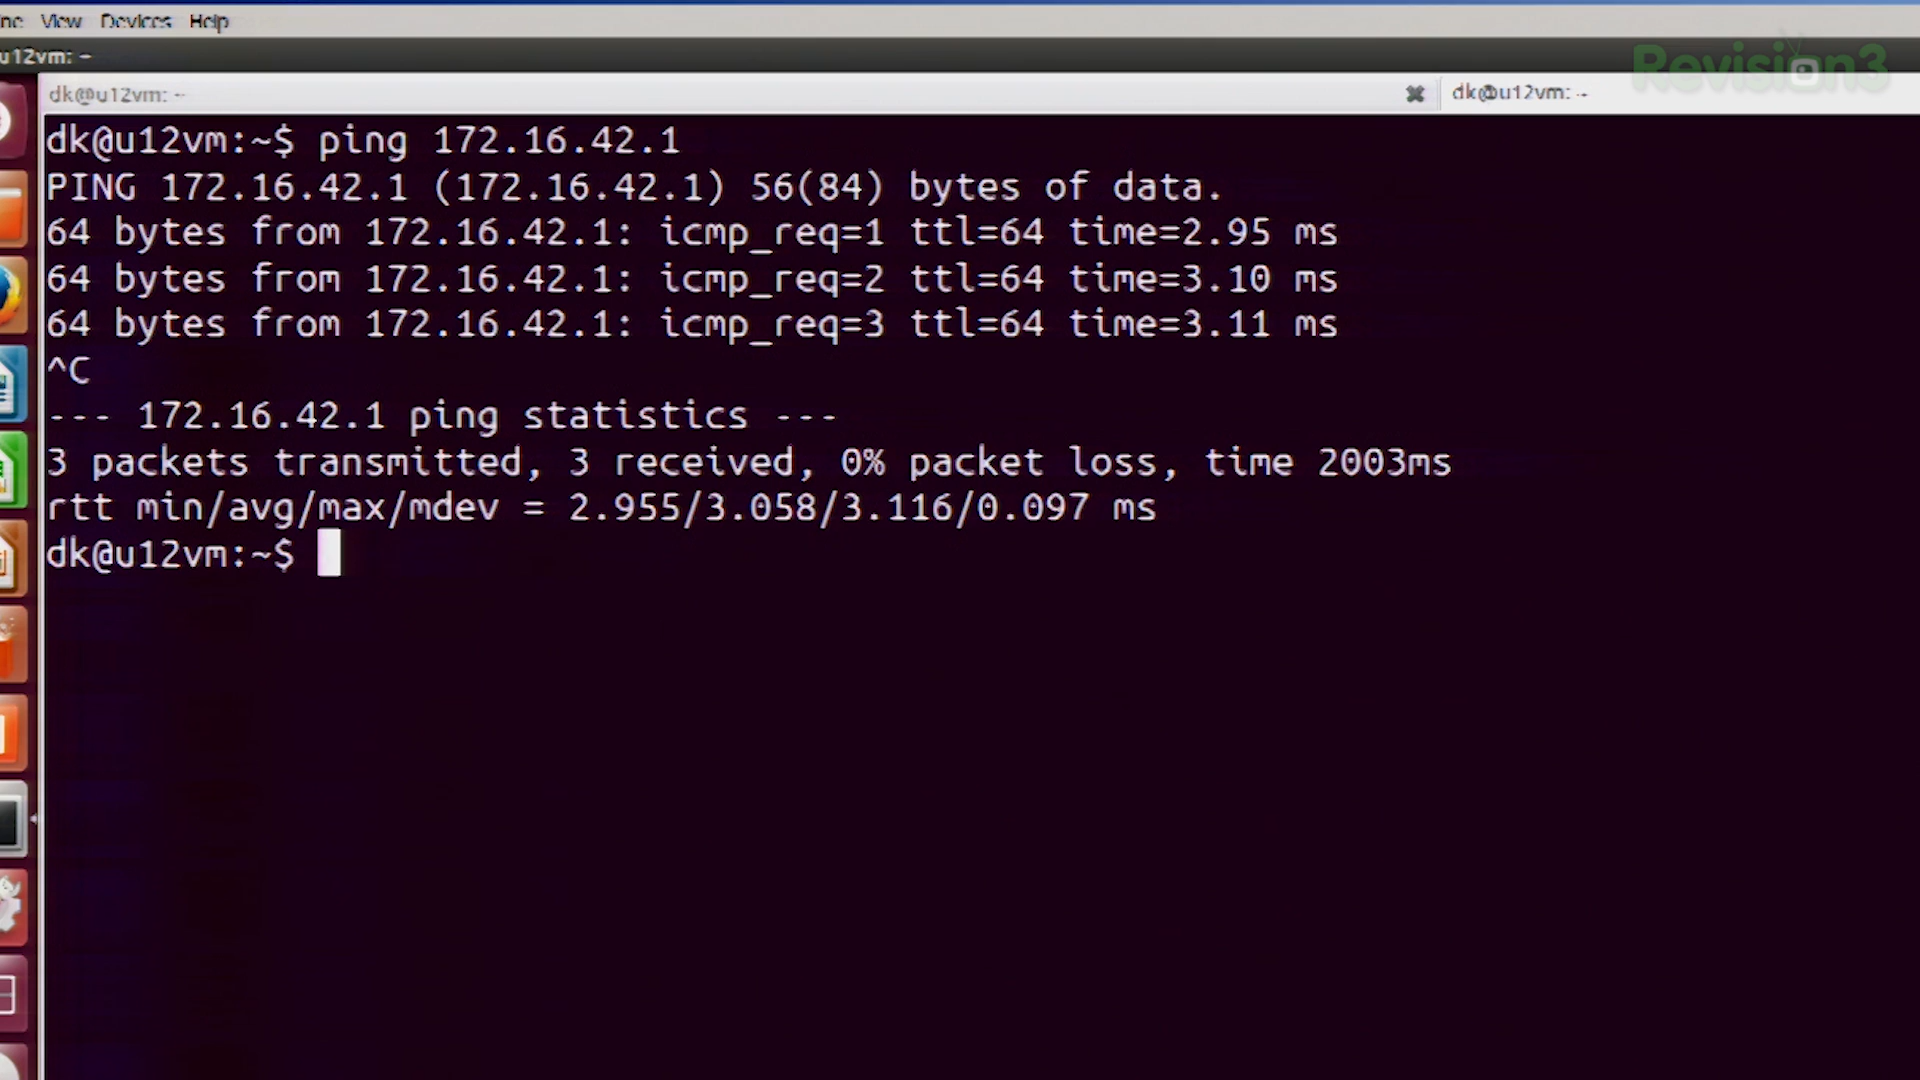 View Devices Help
u12vm: ~
Revision3
dk@u12vm: ~
dk@u12vm: ~
dk@u12vm:~$ ping 172.16.42.1
PING 172.16.42.1 (172.16.42.1) 56(84) bytes of data.
64 bytes from 172.16.42.1: icmp_req=1 ttl=64 time=2.95 ms
64 bytes from 172.16.42.1: icmp_req=2 ttl=64 time=3.10 ms
64 bytes from 172.16.42.1: icmp_req=3 ttl=64 time=3.11 ms
^C
--- 172.16.42.1 ping statistics ---
3 packets transmitted, 3 received, 0% packet loss, time 2003ms
rtt min/avg/max/mdev = 2.955/3.058/3.116/0.097 ms
dk@u12vm:~$